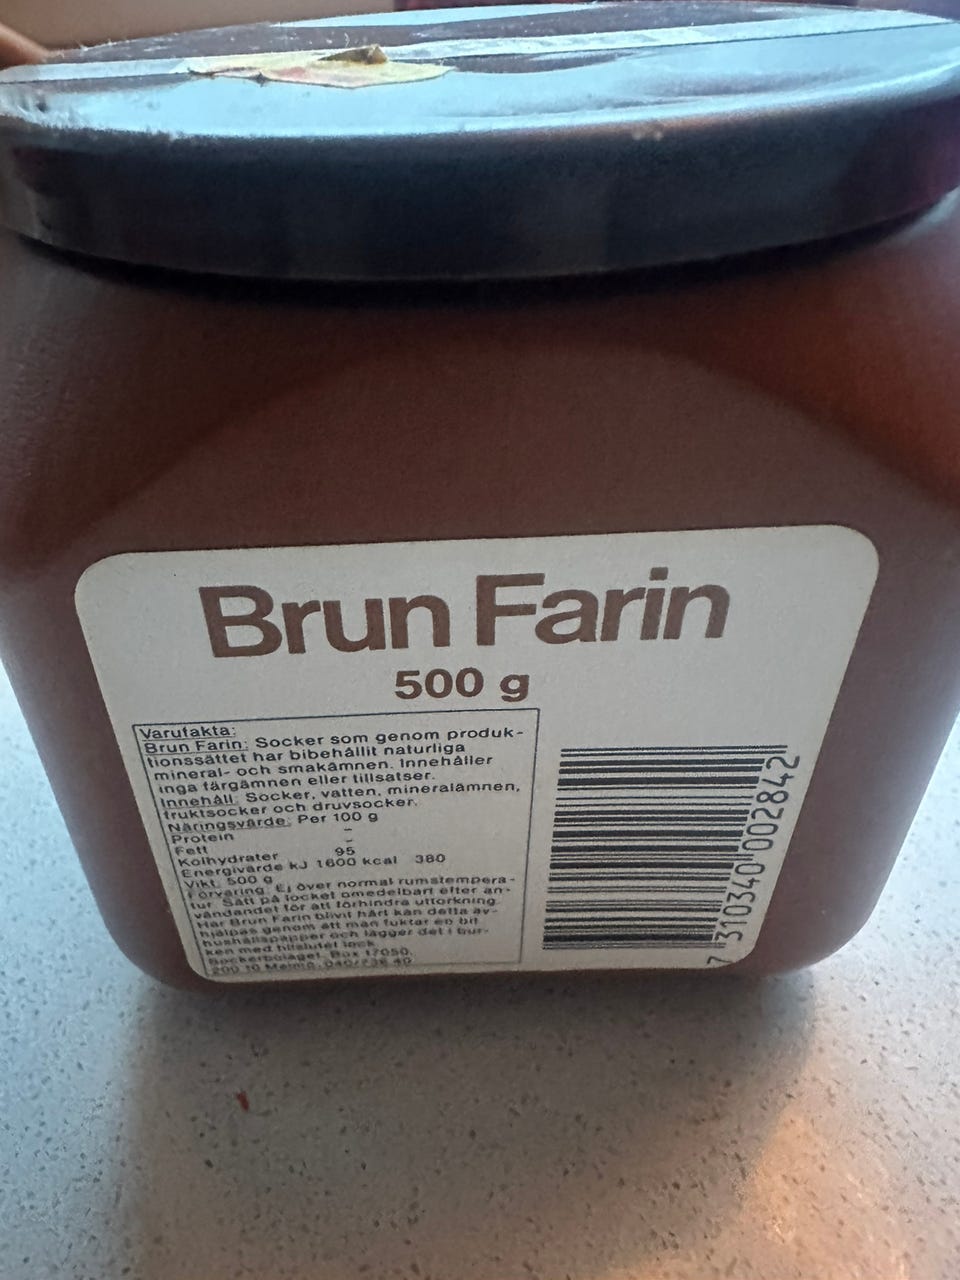 Brun Farin
500 g
Varufakta:
Brun Farin: Socker som genom produk-
tionssättet har bibehållit naturliga
mineral- och smakämnen. Innehåller
inga färgämnen eller tillsatser.
Innehåll: Socker, vatten, mineralämnen,
fruktsocker och druvsocker.
Näringsvärde: Per 100 g
Protein -
Fett -
Kolhydrater 95
Energivärde kJ 1600 kcal 380
Vikt: 500 g
Förvaring: Ej över normal rumstempera-
tur. Sätt på locket omedelbart efter an-
vändandet för att förhindra uttorkning.
Har Brun Farin blivit hårt kan detta av-
hjälpas genom att man fuktar en bit
hushållspapper och lägger det i bur-
ken med tillslutet lock.
Sockerbolaget, Box 17050,
200 10 Malmö.
7 310340 002842